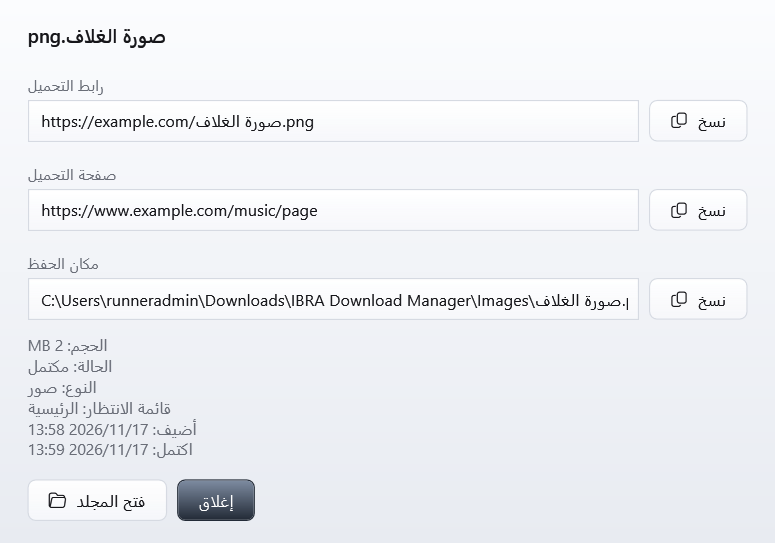 صورة الغلاف.png
رابط التحميل
https://example.com/صورة الغلاف.png
نسخ
صفحة التحميل
https://www.example.com/music/page
نسخ
مكان الحفظ
C:\Users\runneradmin\Downloads\IBRA Download Manager\Images\صورة الغلاف.p
نسخ
الحجم: 2 MB
الحالة: مكتمل
النوع: صور
قائمة الانتظار: الرئيسية
أضيف: 2026/11/17 13:58
اكتمل: 2026/11/17 13:59
فتح المجلد
إغلاق